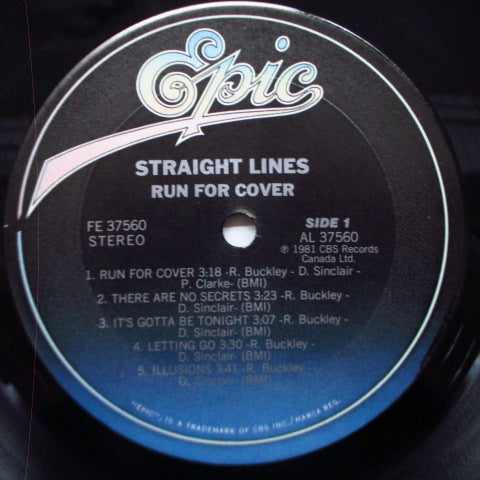 Epic
STRAIGHT LINES
RUN FOR COVER
FE 37560
STEREO
SIDE 1
AL 37560
℗ 1981 CBS Records
Canada Ltd.
1. RUN FOR COVER 3:18 -R. Buckley - D. Sinclair -
P. Clarke- (BMI)
2. THERE ARE NO SECRETS 3:23 -R. Buckley -
D. Sinclair- (BMI)
3. IT'S GOTTA BE TONIGHT 3:07 -R. Buckley -
D. Sinclair- (BMI)
4. LETTING GO 3:30 -R. Buckley -
D. Sinclair- (BMI)
5. ILLUSIONS 3:41 -R. Buckley -
D. Sinclair- (BMI)
"EPIC", IS A TRADEMARK OF CBS INC./MARCA REG.